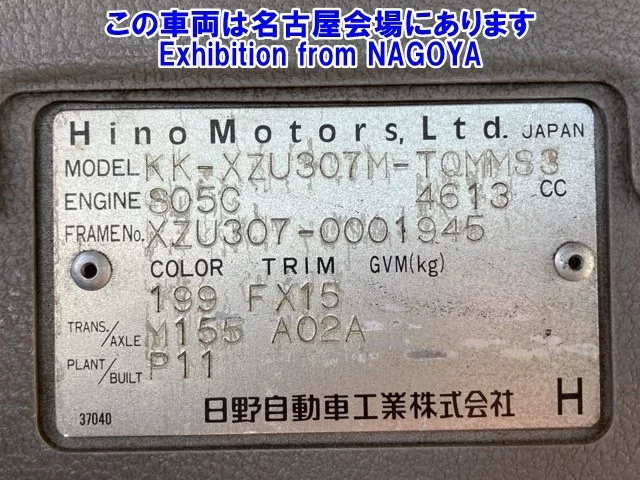 この車両は名古屋会場にあります
Exhibition from NAGOYA
Hino Motors, Ltd. JAPAN
MODEL KK-XZU307M-TQMMS3
ENGINE S05C 4613 CC
FRAME No. XZU307-0001945
COLOR TRIM GVM(kg)
199 FX15
TRANS./AXLE M155 A02A
PLANT/BUILT P11
37040 日野自動車工業株式会社 H